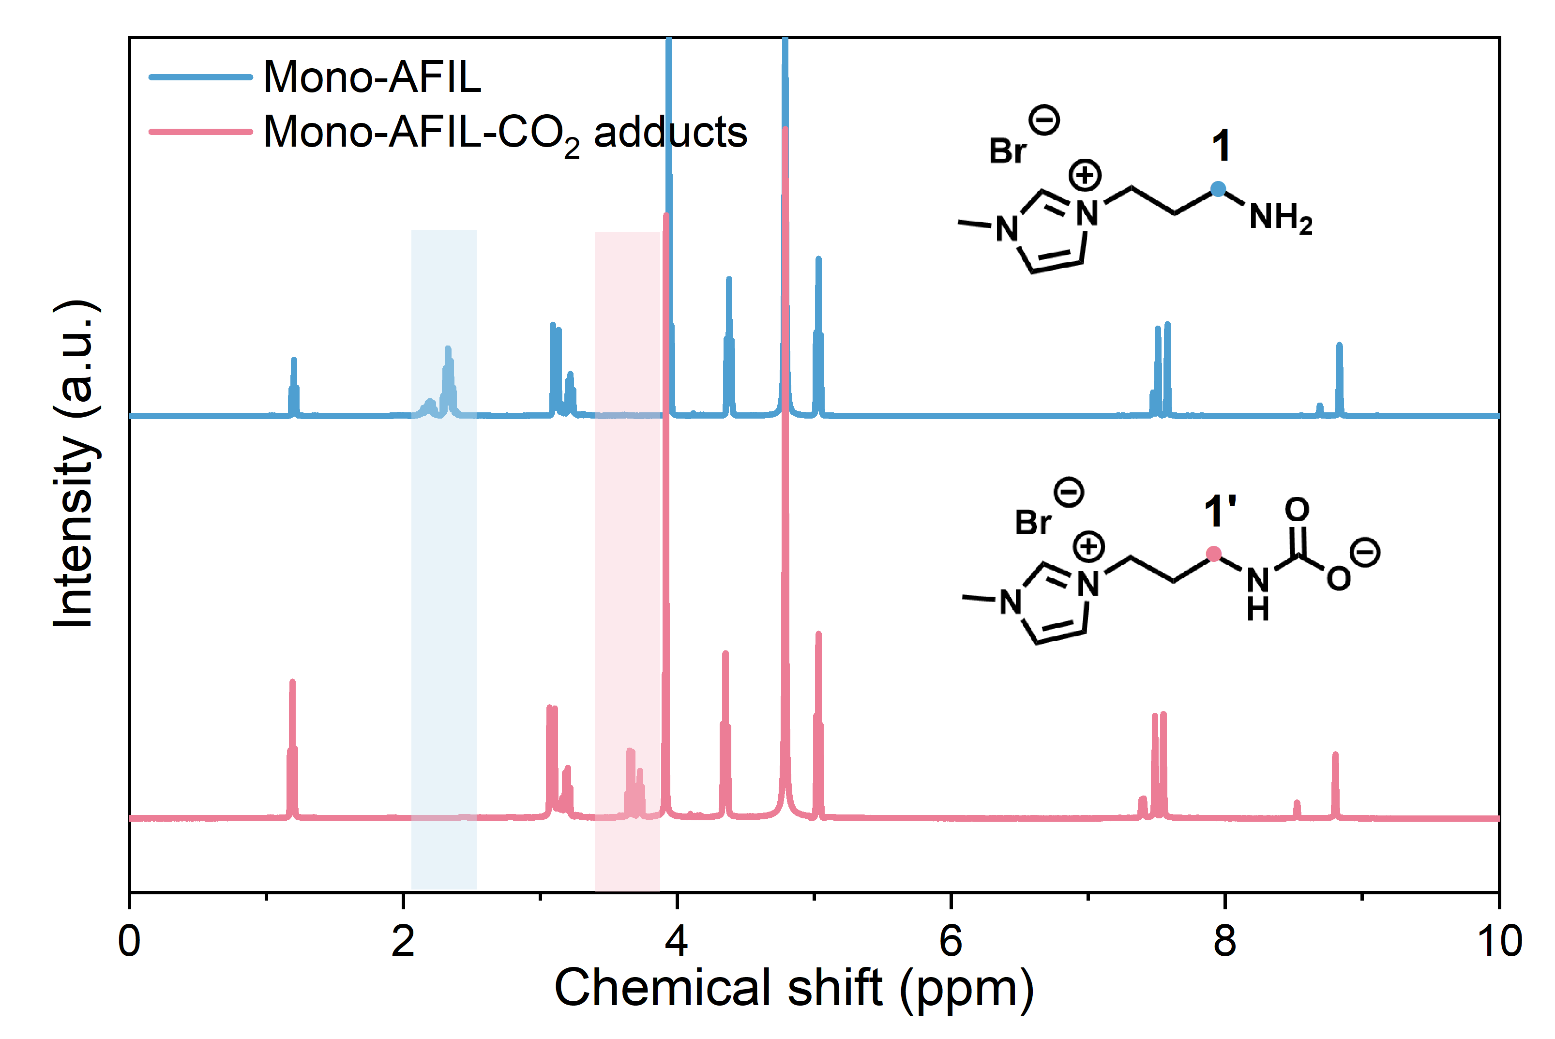 Mono-AFIL
Mono-AFIL-CO₂ adducts
Intensity (a.u.)
Br⊖
1
⊕
N
N
NH₂
Br⊖
1'
O
⊕
N
N
N
H
O⊖
0 2 4 6 8 10
Chemical shift (ppm)